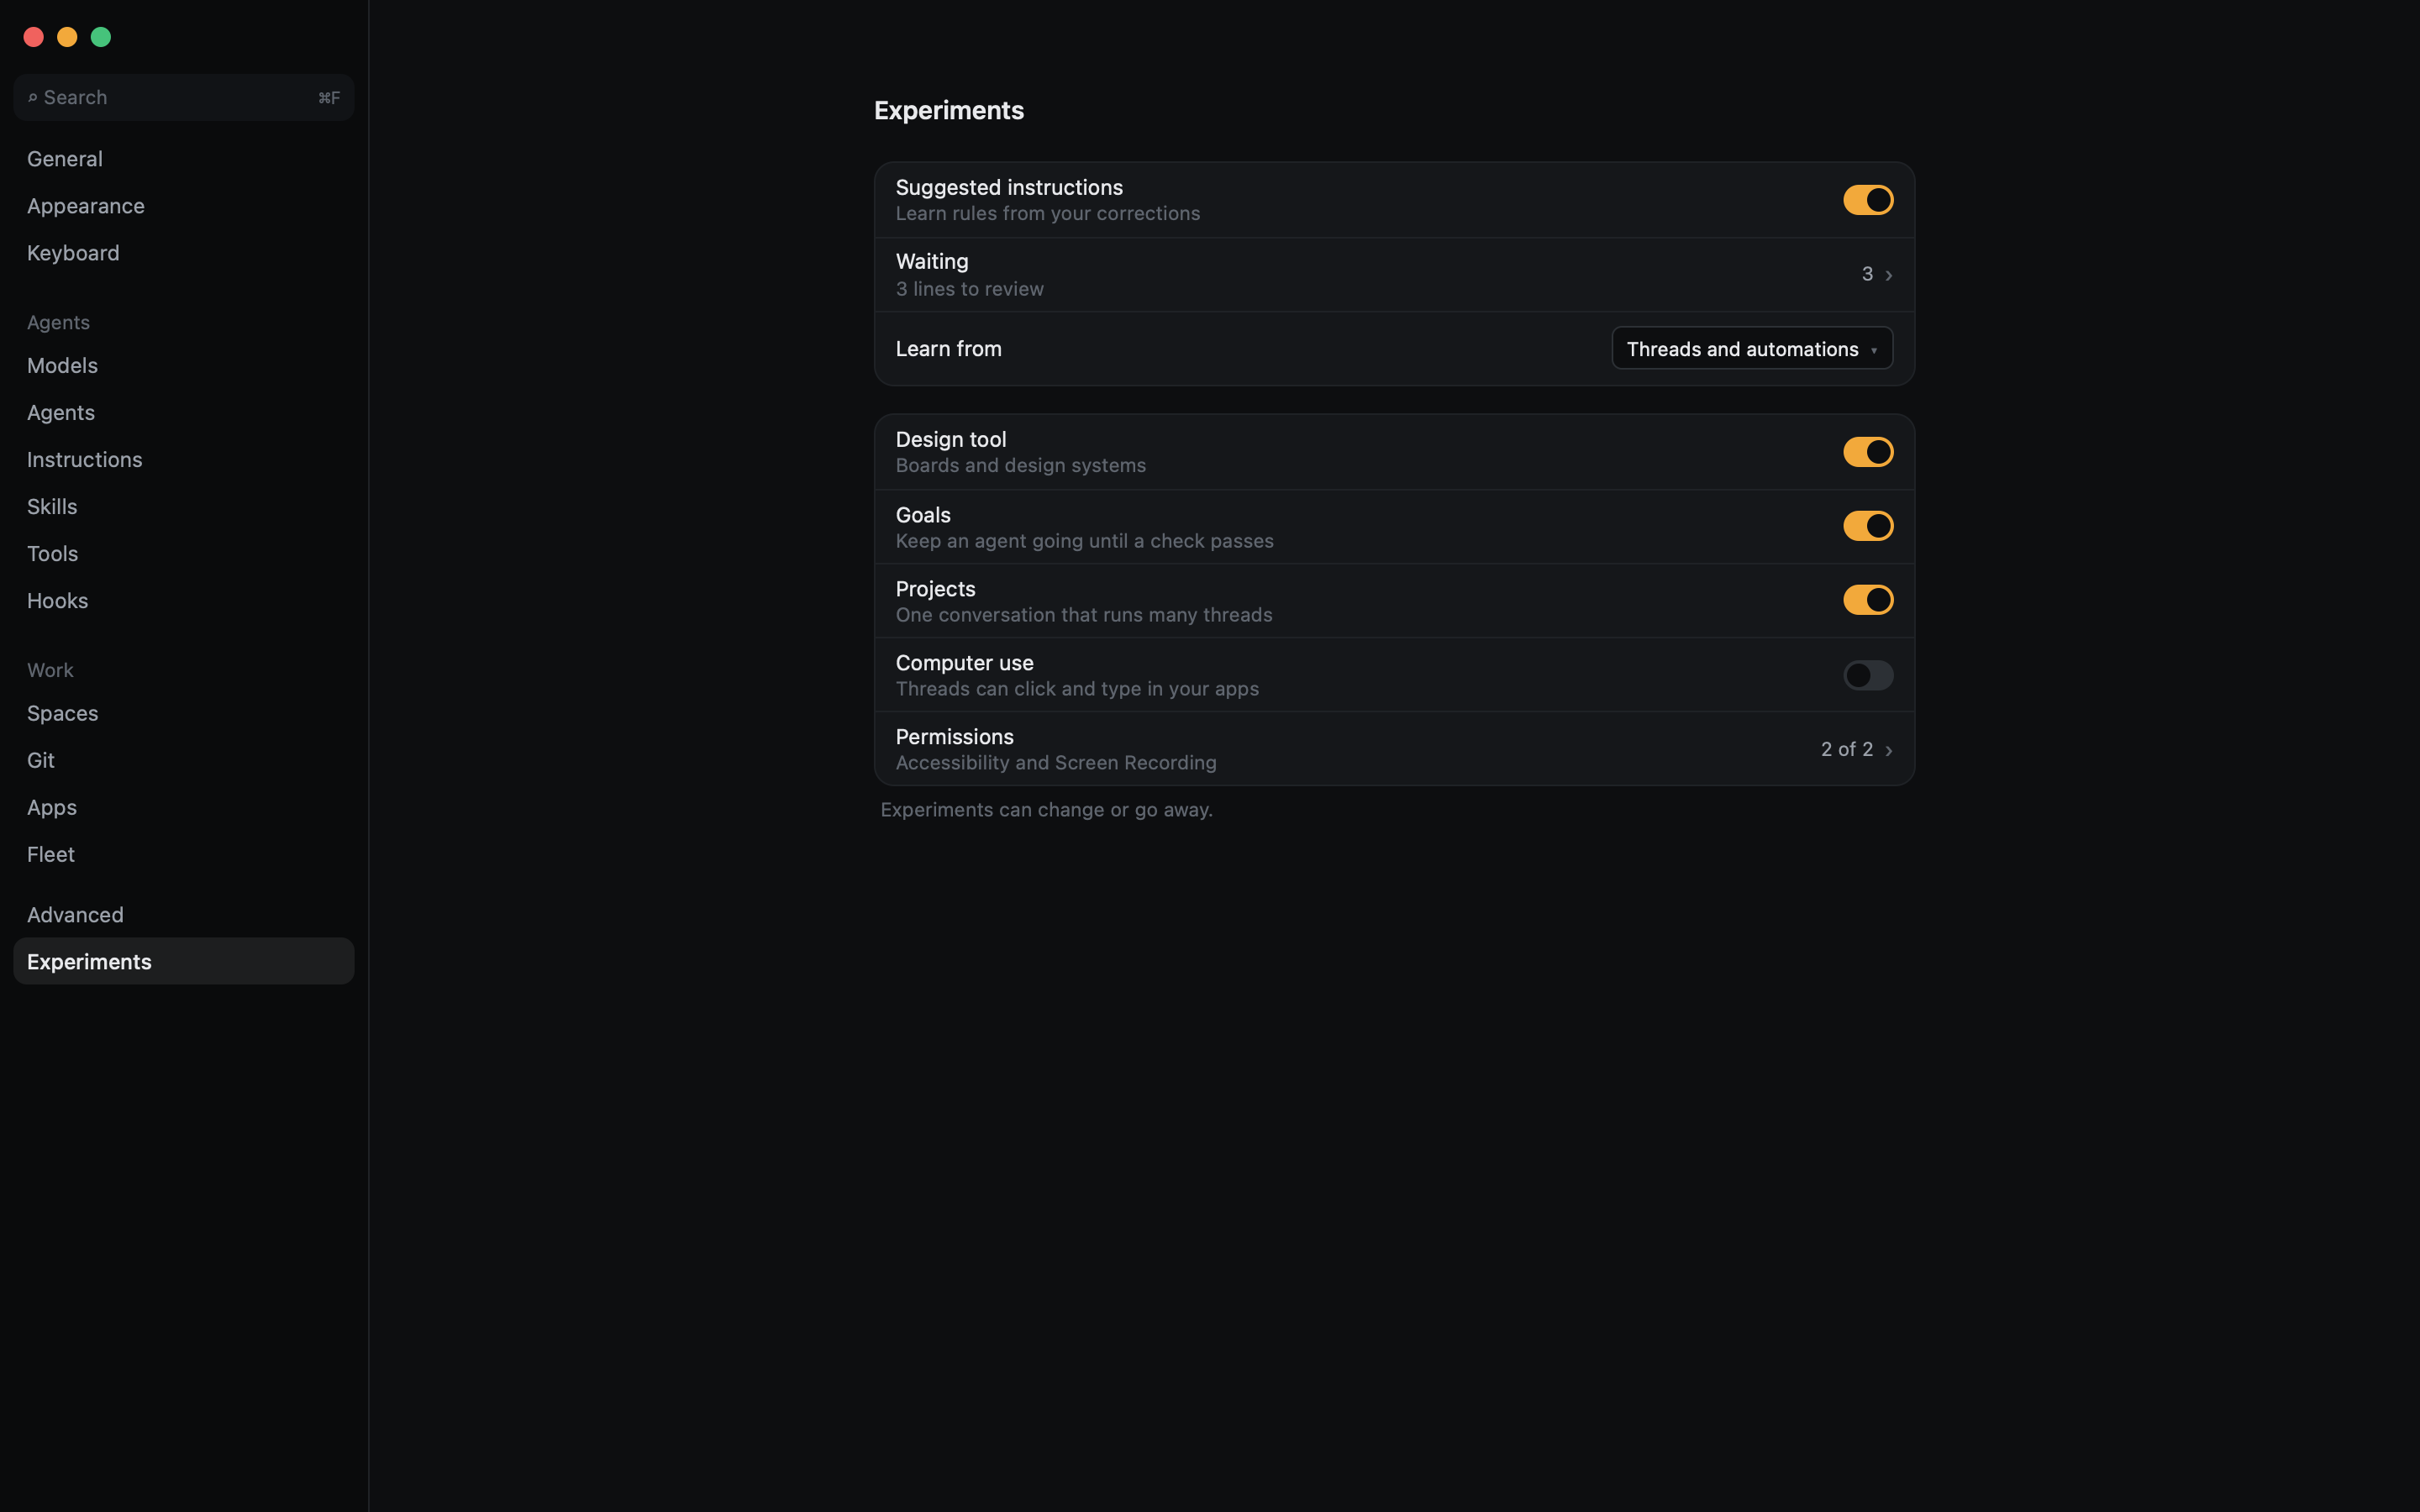 Search ⌘F
General
Appearance
Keyboard
Agents
Models
Agents
Instructions
Skills
Tools
Hooks
Work
Spaces
Git
Apps
Fleet
Advanced
Experiments
Experiments
Suggested instructions
Learn rules from your corrections
Waiting
3 lines to review
3 ›
Learn from
Threads and automations ▾
Design tool
Boards and design systems
Goals
Keep an agent going until a check passes
Projects
One conversation that runs many threads
Computer use
Threads can click and type in your apps
Permissions
Accessibility and Screen Recording
2 of 2 ›
Experiments can change or go away.